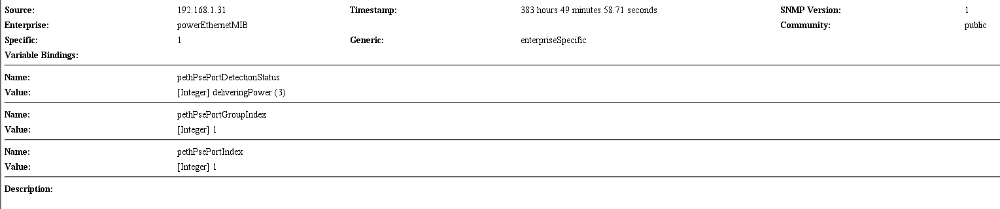 Source: 192.168.1.31 Timestamp: 383 hours 49 minutes 58.71 seconds SNMP Version: 1
Enterprise: powerEthernetMIB Community: public
Specific: 1 Generic: enterpriseSpecific
Variable Bindings:
Name: pethPsePortDetectionStatus
Value: [Integer] deliveringPower (3)
Name: pethPsePortGroupIndex
Value: [Integer] 1
Name: pethPsePortIndex
Value: [Integer] 1
Description: